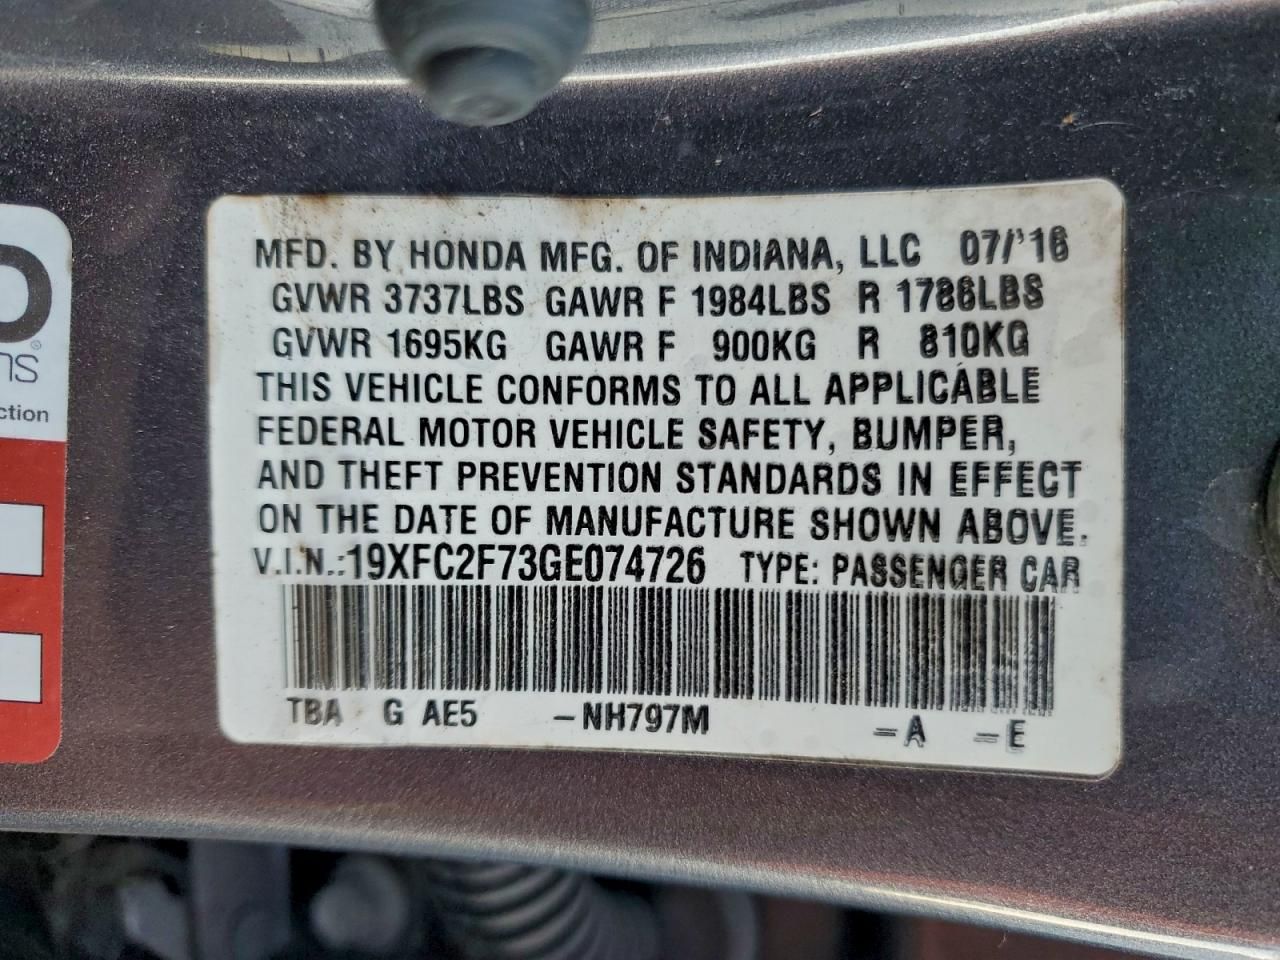 MFD. BY HONDA MFG. OF INDIANA, LLC 07/'16
GVWR 3737LBS GAWR F 1984LBS R 1786LBS
GVWR 1695KG GAWR F 900KG R 810KG
THIS VEHICLE CONFORMS TO ALL APPLICABLE
FEDERAL MOTOR VEHICLE SAFETY, BUMPER,
AND THEFT PREVENTION STANDARDS IN EFFECT
ON THE DATE OF MANUFACTURE SHOWN ABOVE.
V.I.N.:19XFC2F73GE074726 TYPE: PASSENGER CAR
TBA G AE5 -NH797M -A -E
ns®
ction